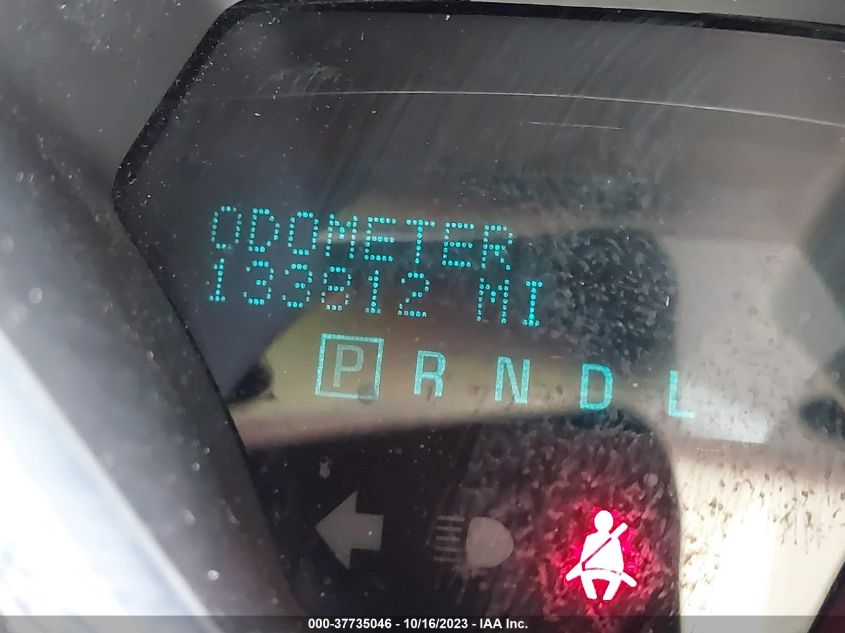 ODOMETER
133812 MI
P R N D L
000-37735046 - 10/16/2023 - IAA Inc.